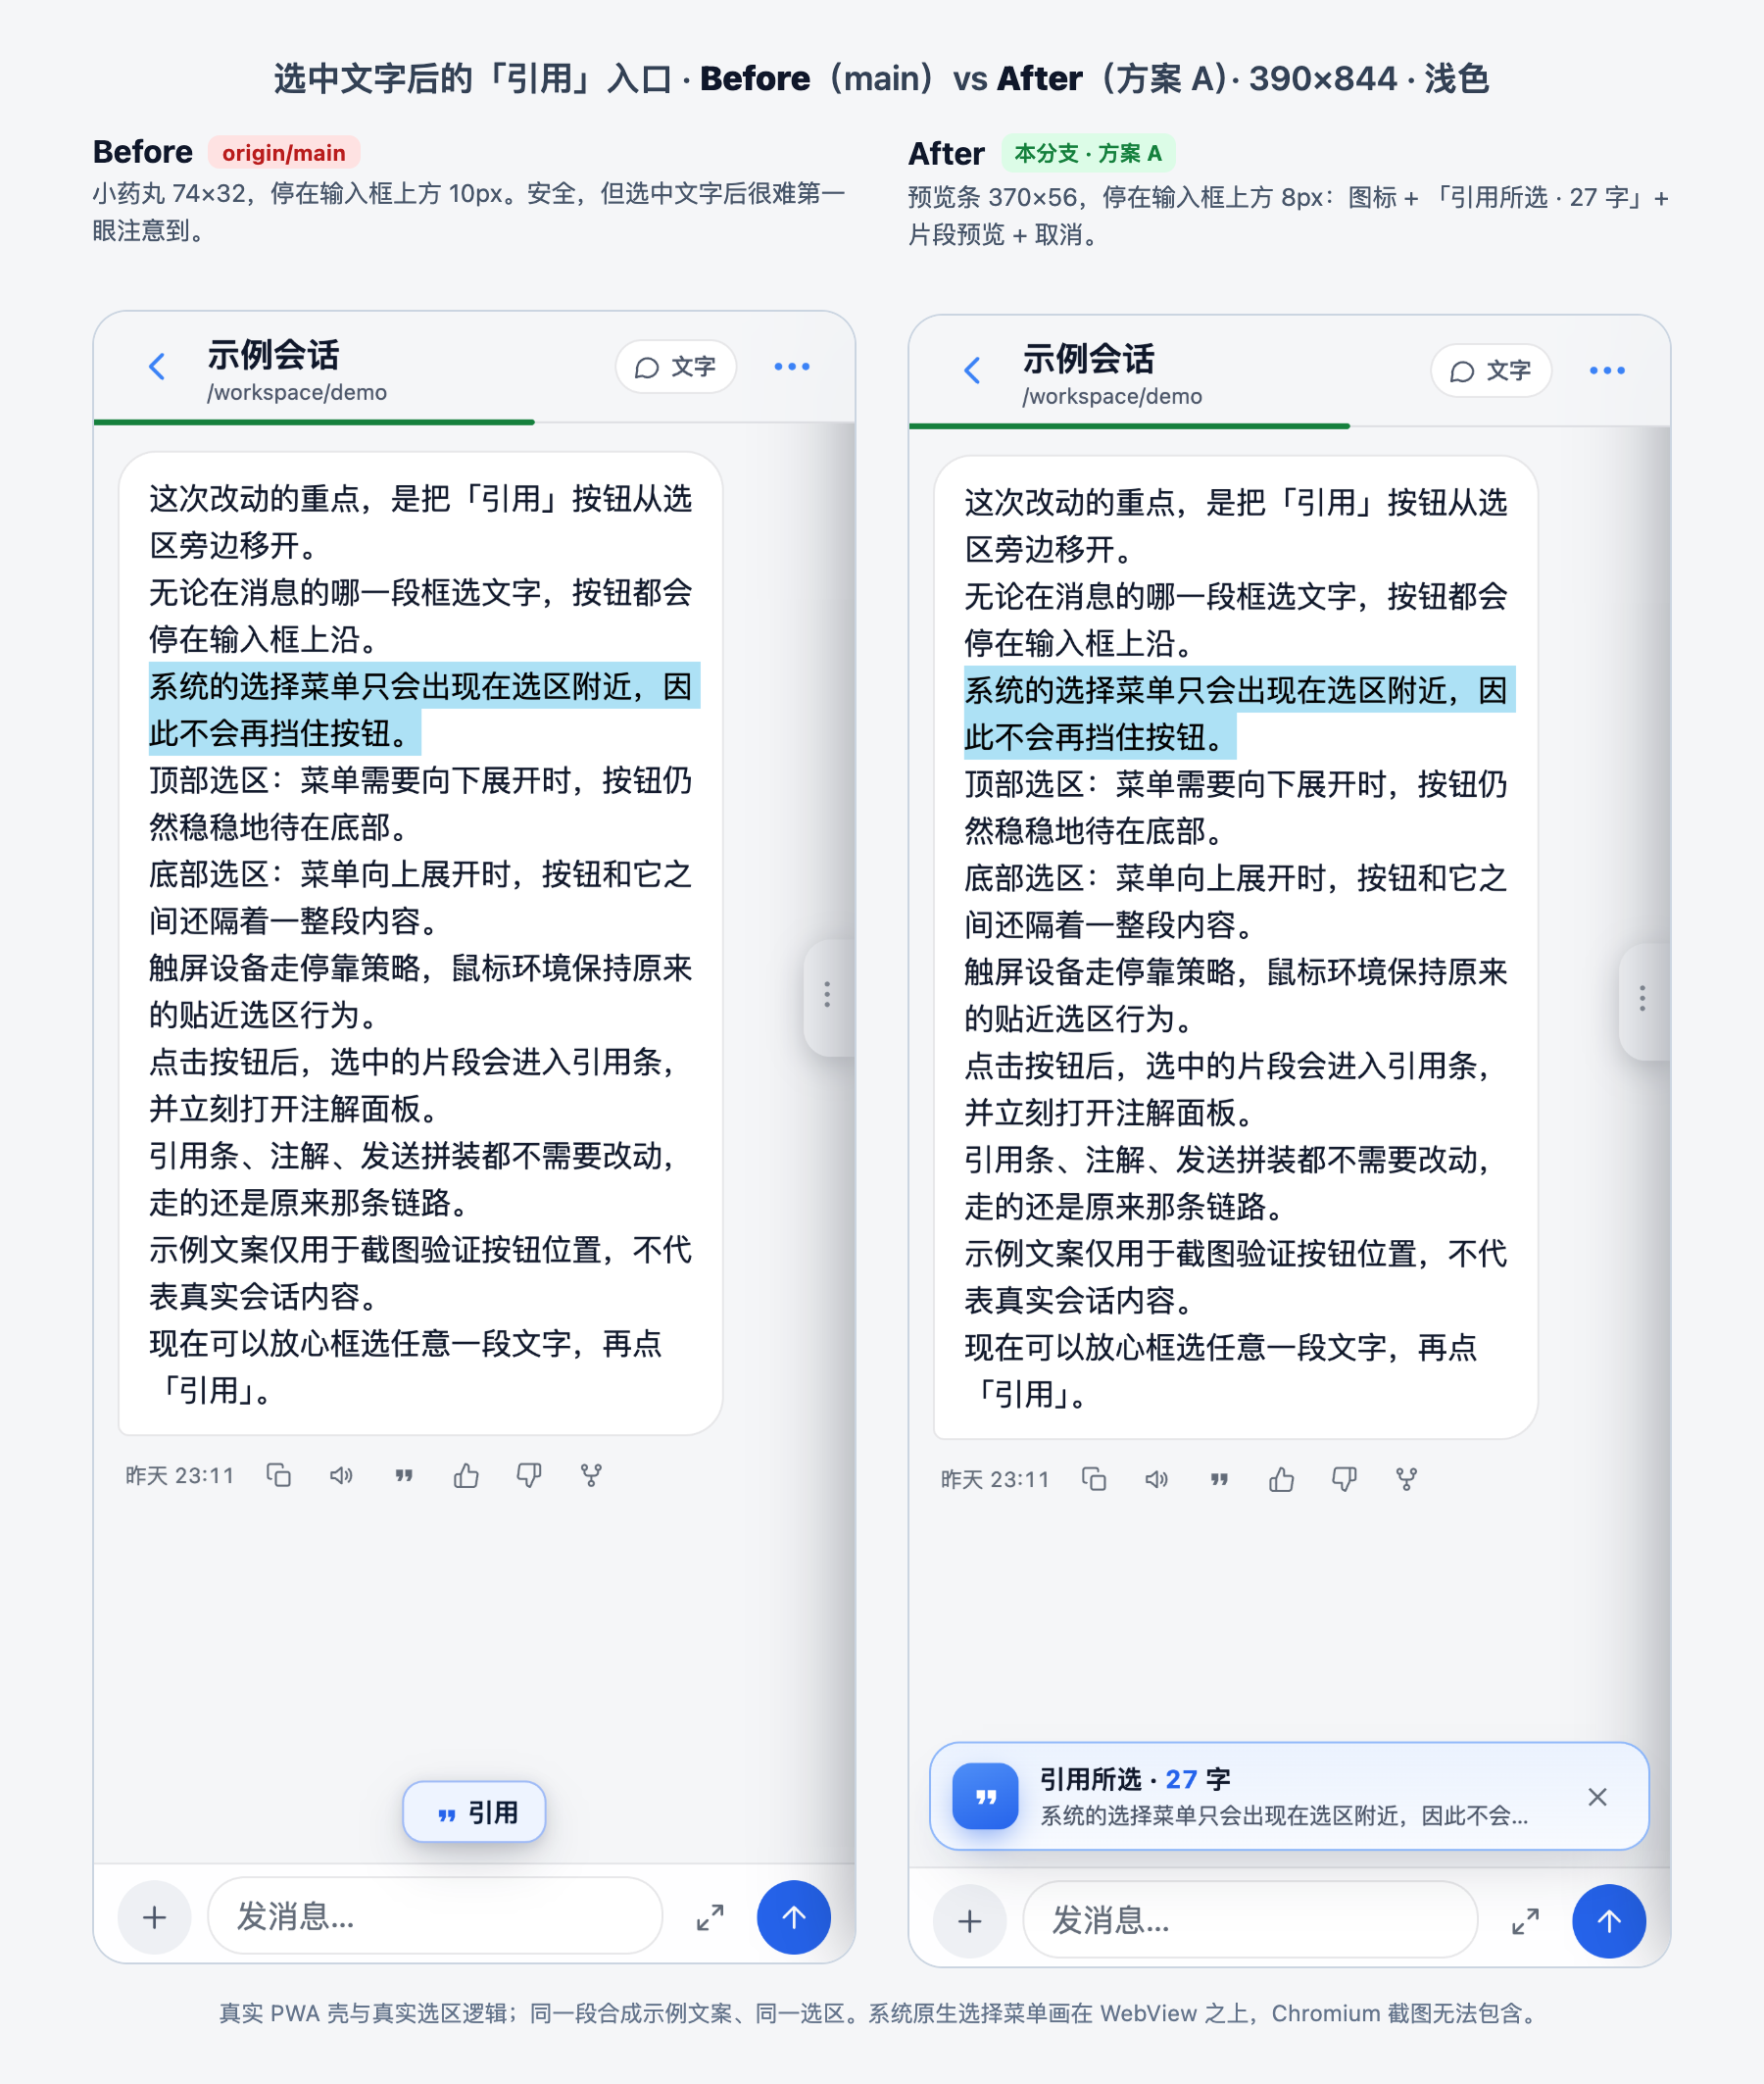 选中文字后的「引用」入口 · Before（main）vs After（方案 A）· 390×844 · 浅色
Before origin/main
小药丸 74×32，停在输入框上方 10px。安全，但选中文字后很难第一
眼注意到。
示例会话
/workspace/demo
文字
这次改动的重点，是把「引用」按钮从选
区旁边移开。
无论在消息的哪一段框选文字，按钮都会
停在输入框上沿。
系统的选择菜单只会出现在选区附近，因
此不会再挡住按钮。
顶部选区：菜单需要向下展开时，按钮仍
然稳稳地待在底部。
底部选区：菜单向上展开时，按钮和它之
间还隔着一整段内容。
触屏设备走停靠策略，鼠标环境保持原来
的贴近选区行为。
点击按钮后，选中的片段会进入引用条，
并立刻打开注解面板。
引用条、注解、发送拼装都不需要改动，
走的还是原来那条链路。
示例文案仅用于截图验证按钮位置，不代
表真实会话内容。
现在可以放心框选任意一段文字，再点
「引用」。
昨天 23:11
引用
发消息...
After 本分支 · 方案 A
预览条 370×56，停在输入框上方 8px：图标 + 「引用所选 · 27 字」+
片段预览 + 取消。
示例会话
/workspace/demo
文字
这次改动的重点，是把「引用」按钮从选
区旁边移开。
无论在消息的哪一段框选文字，按钮都会
停在输入框上沿。
系统的选择菜单只会出现在选区附近，因
此不会再挡住按钮。
顶部选区：菜单需要向下展开时，按钮仍
然稳稳地待在底部。
底部选区：菜单向上展开时，按钮和它之
间还隔着一整段内容。
触屏设备走停靠策略，鼠标环境保持原来
的贴近选区行为。
点击按钮后，选中的片段会进入引用条，
并立刻打开注解面板。
引用条、注解、发送拼装都不需要改动，
走的还是原来那条链路。
示例文案仅用于截图验证按钮位置，不代
表真实会话内容。
现在可以放心框选任意一段文字，再点
「引用」。
昨天 23:11
引用所选 · 27 字
系统的选择菜单只会出现在选区附近，因此不会...
发消息...
真实 PWA 壳与真实选区逻辑；同一段合成示例文案、同一选区。系统原生选择菜单画在 WebView 之上，Chromium 截图无法包含。